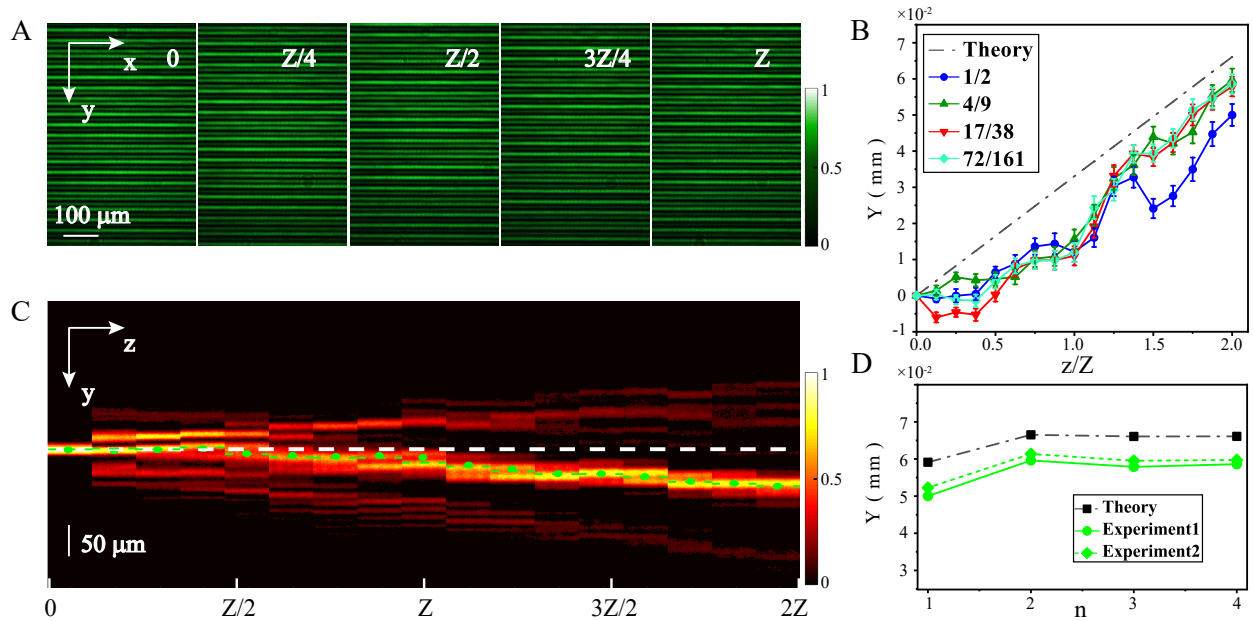 A
x
y
0
Z/4
Z/2
3Z/4
Z
100 μm
1
0.5
0
B
×10-2
Y ( mm )
7
6
5
4
3
2
1
0
-1
Theory
1/2
4/9
17/38
72/161
0.0 0.5 1.0 1.5 2.0
z/Z
C
z
y
50 μm
1
0.5
0
0 Z/2 Z 3Z/2 2Z
D
×10-2
Y ( mm )
7
6
5
4
3
Theory
Experiment1
Experiment2
1 2 3 4
n